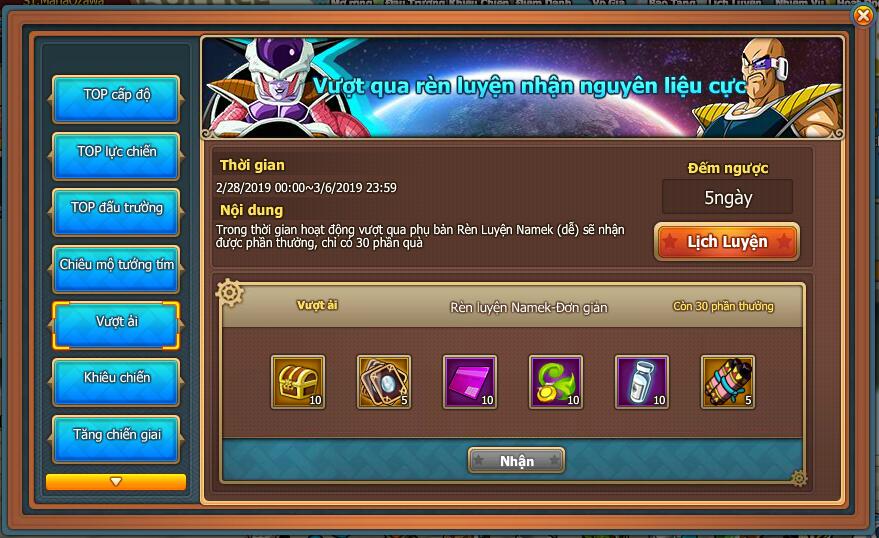 TOP cấp độ
TOP lực chiến
TOP đấu trường
Chiêu mộ tướng tím
Vượt ải
Khiêu chiến
Tăng chiến giai
Vượt qua rèn luyện nhận nguyên liệu cực
Thời gian
2/28/2019 00:00~3/6/2019 23:59
Nội dung
Trong thời gian hoạt động vượt qua phụ bản Rèn Luyện Namek (dễ) sẽ nhận
được phần thưởng, chỉ có 30 phần quà
Đếm ngược
5ngày
Lịch Luyện
Vượt ải
Rèn luyện Namek-Đơn giản
Còn 30 phần thưởng
10
5
10
10
10
5
Nhận